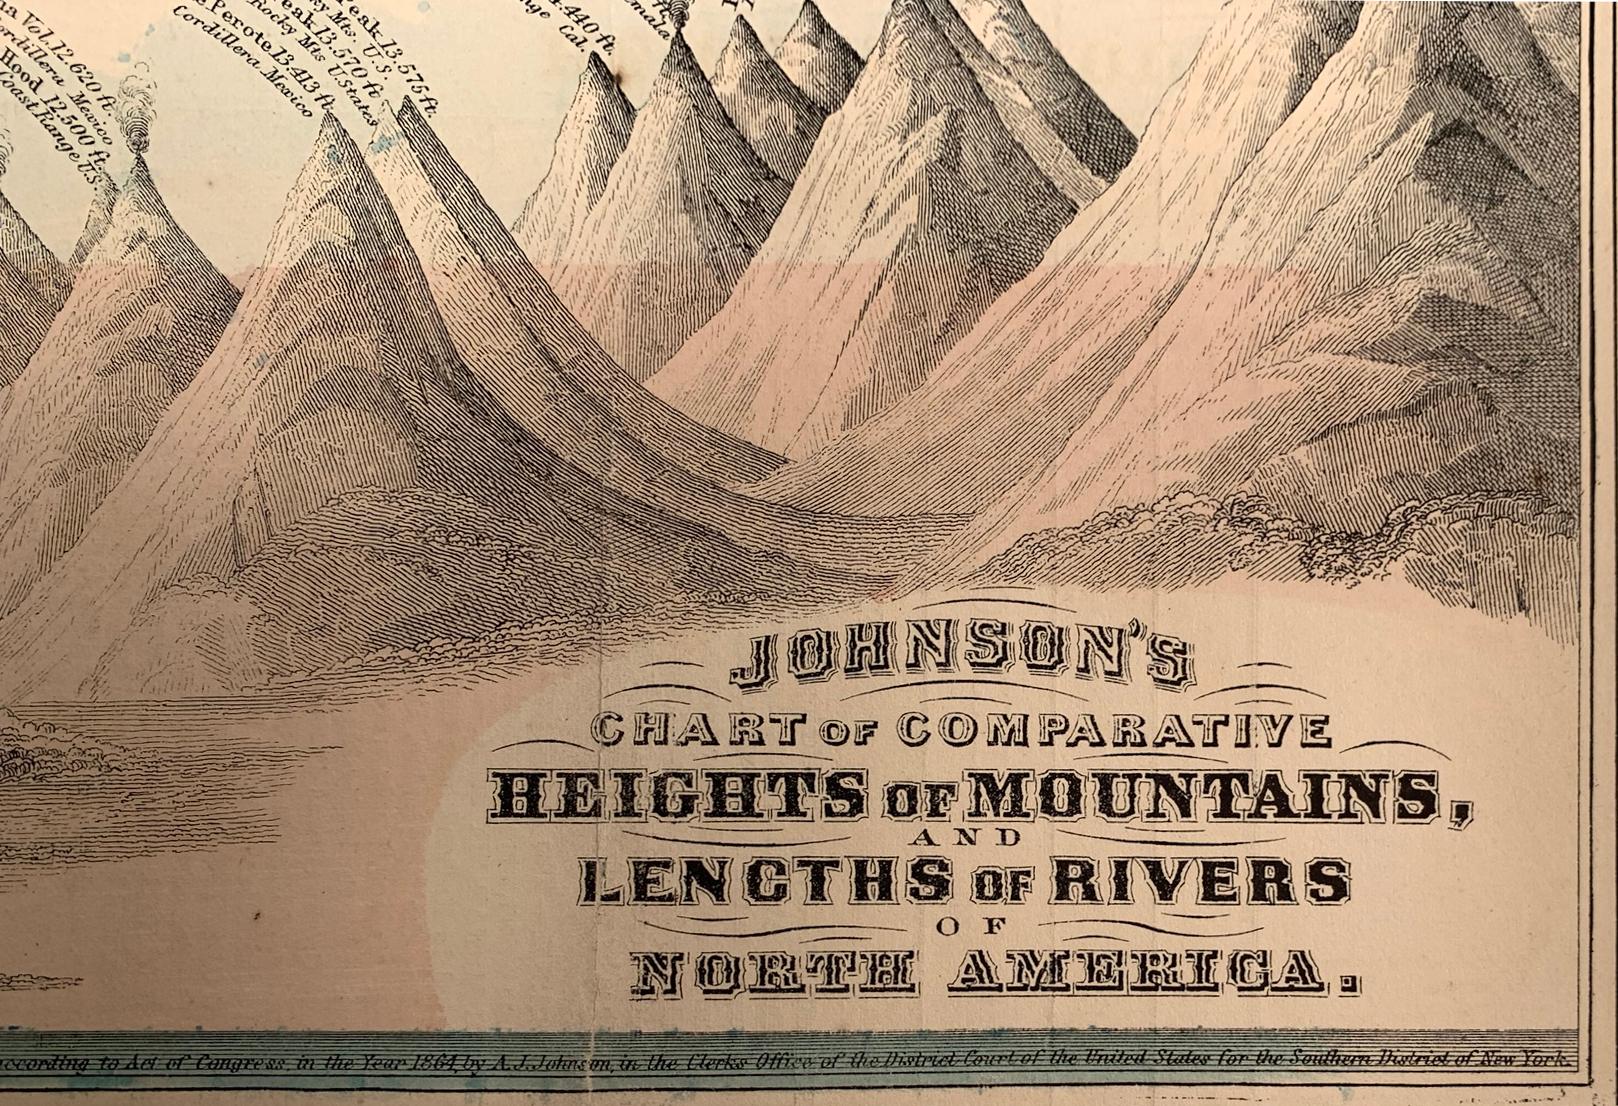 Vol. 12,620 ft.
Cordillera Mexico
Hood 12,500 ft.
Coast Range U.S.
Perote 13,413 ft.
Cordillera Mexico
Peak 13,570 ft.
Rocky Mts U States
Peak 13,575 ft.
Mts. U.S.
440 ft.
Cal.
JOHNSON'S
CHART OF COMPARATIVE
HEIGHTS OF MOUNTAINS,
AND
LENGTHS OF RIVERS
OF
NORTH AMERICA.
according to Act of Congress, in the Year 1864, by A. J. Johnson, in the Clerks Office of the District Court of the United States for the Southern District of New York.